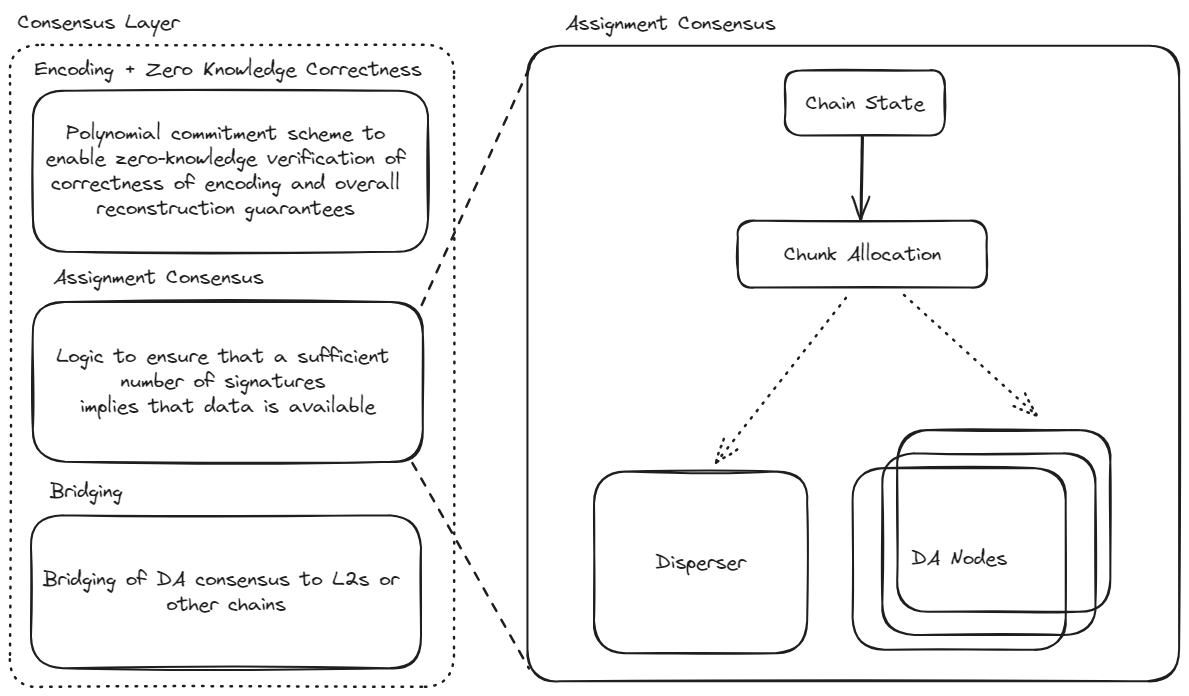 Consensus Layer
Encoding + Zero Knowledge Correctness
Polynomial commitment scheme to
enable zero-knowledge verification of
correctness of encoding and overall
reconstruction guarantees
Assignment Consensus
Logic to ensure that a sufficient
number of signatures
implies that data is available
Bridging
Bridging of DA consensus to L2s or
other chains
Assignment Consensus
Chain State
Chunk Allocation
Disperser
DA Nodes